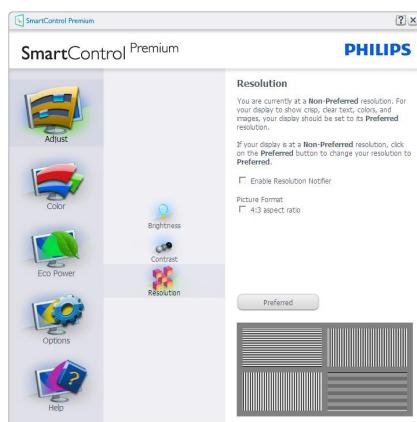 SmartControl Premium
SmartControl Premium
PHILIPS
Adjust
Color
Eco Power
Options
Help
Brightness
Contrast
Resolution
Resolution
You are currently at a Non-Preferred resolution. For
your display to show crisp, clear text, colors, and
images, your display should be set to its Preferred
resolution.
If your display is at a Non-Preferred resolution, click
on the Preferred button to change your resolution to
Preferred.
Enable Resolution Notifier
Picture Format
4:3 aspect ratio
Preferred